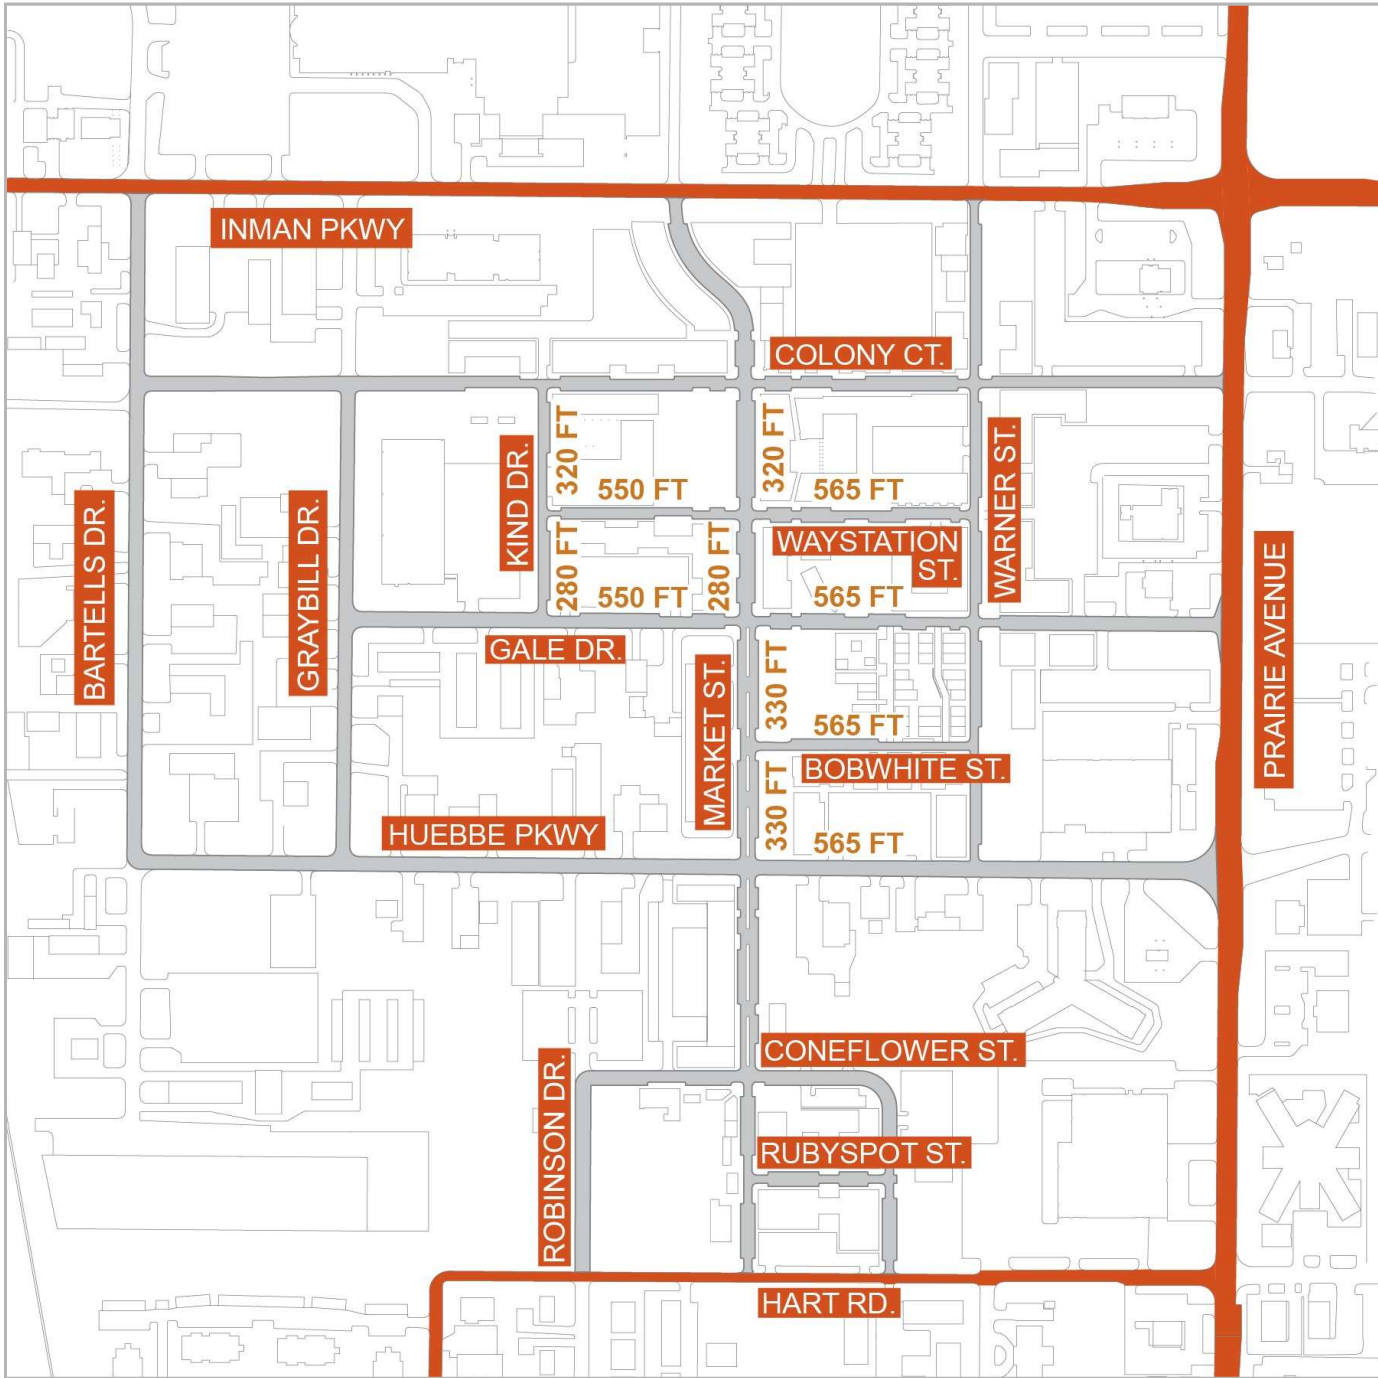 INMAN PKWY
COLONY CT.
320 FT
320 FT
KIND DR.
550 FT
565 FT
WARNER ST.
BARTELLS DR.
GRAYBILL DR.
280 FT
550 FT
280 FT
WAYSTATION
ST.
565 FT
PRAIRIE AVENUE
GALE DR.
MARKET ST.
330 FT
565 FT
BOBWHITE ST.
330 FT
565 FT
HUEBBE PKWY
CONEFLOWER ST.
ROBINSON DR.
RUBYSPOT ST.
HART RD.